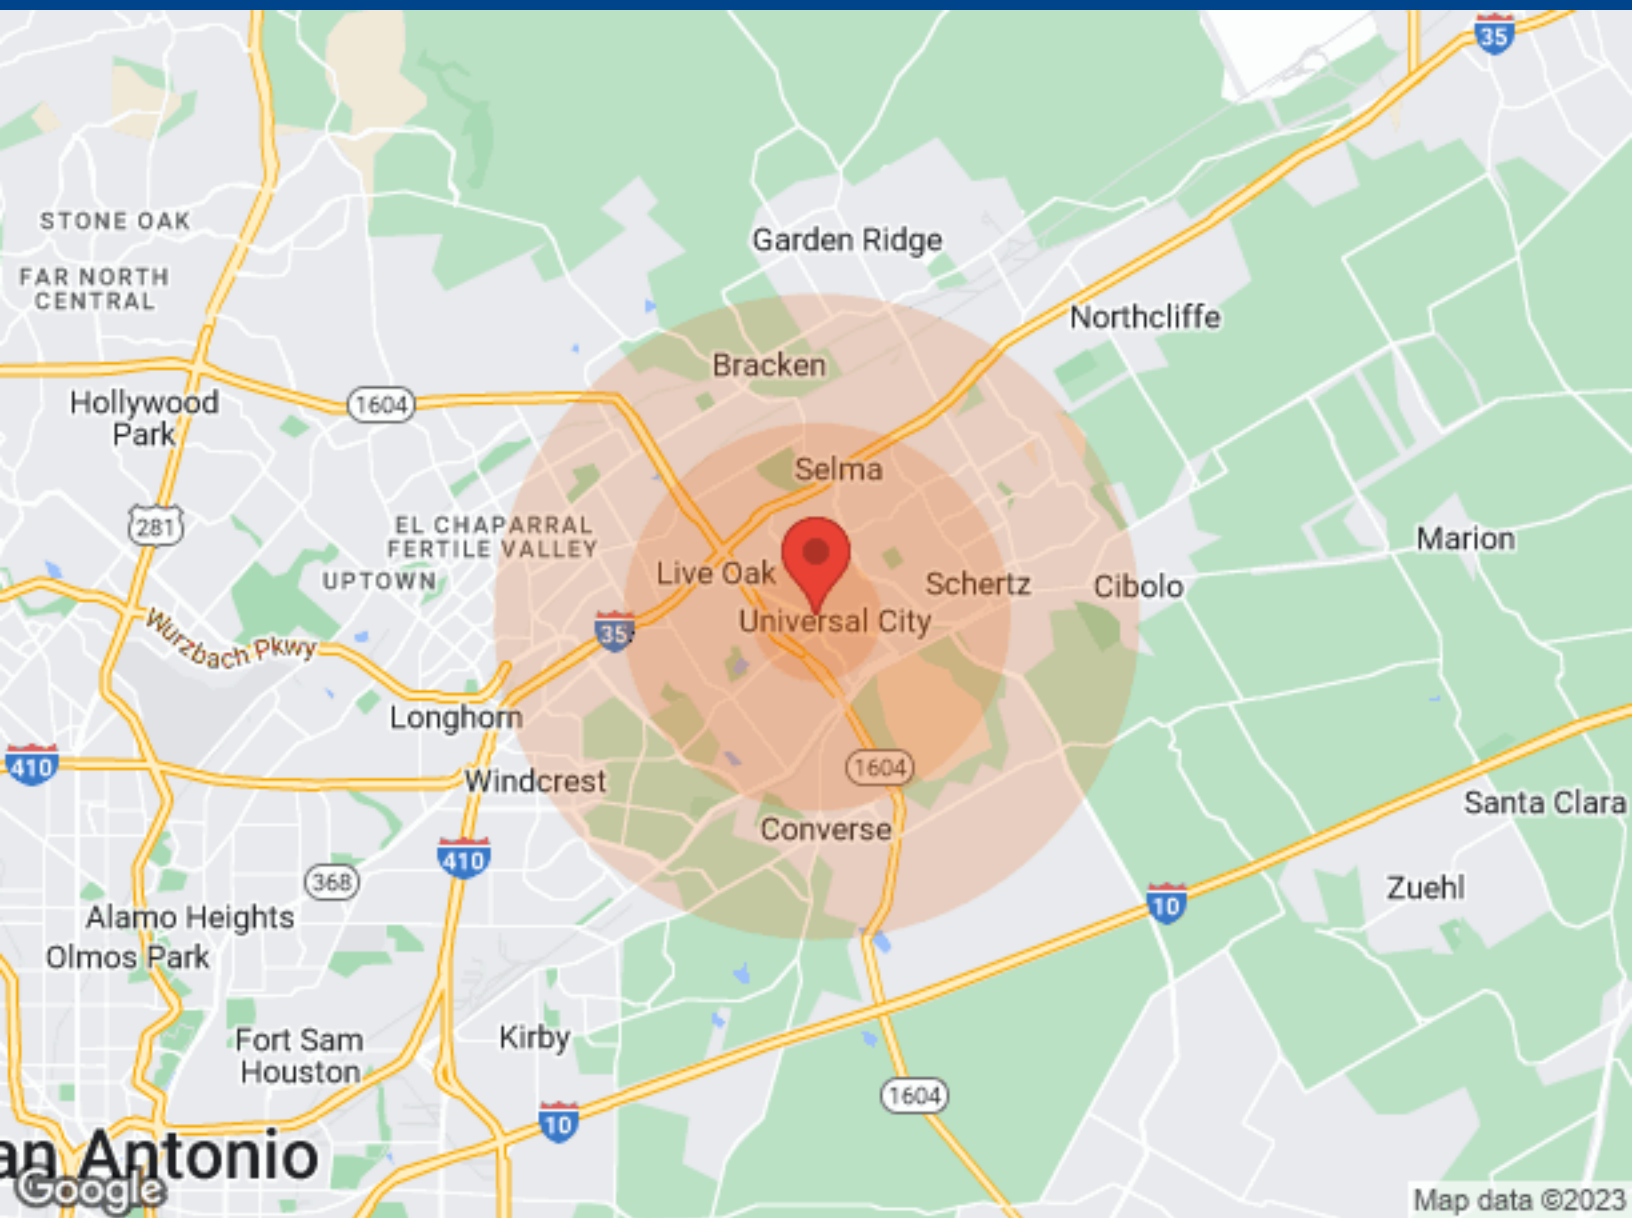 35
STONE OAK
Garden Ridge
FAR NORTH
CENTRAL
Northcliffe
Bracken
Hollywood
Park
1604
Selma
281
EL CHAPARRAL
FERTILE VALLEY
UPTOWN
Marion
Live Oak
Schertz
Cibolo
Universal City
35
Wurzbach Pkwy
Longhorn
410
Windcrest
1604
Santa Clara
Converse
410
368
Zuehl
10
Alamo Heights
Olmos Park
Fort Sam
Houston
Kirby
1604
10
an Antonio
Google
Map data ©2023